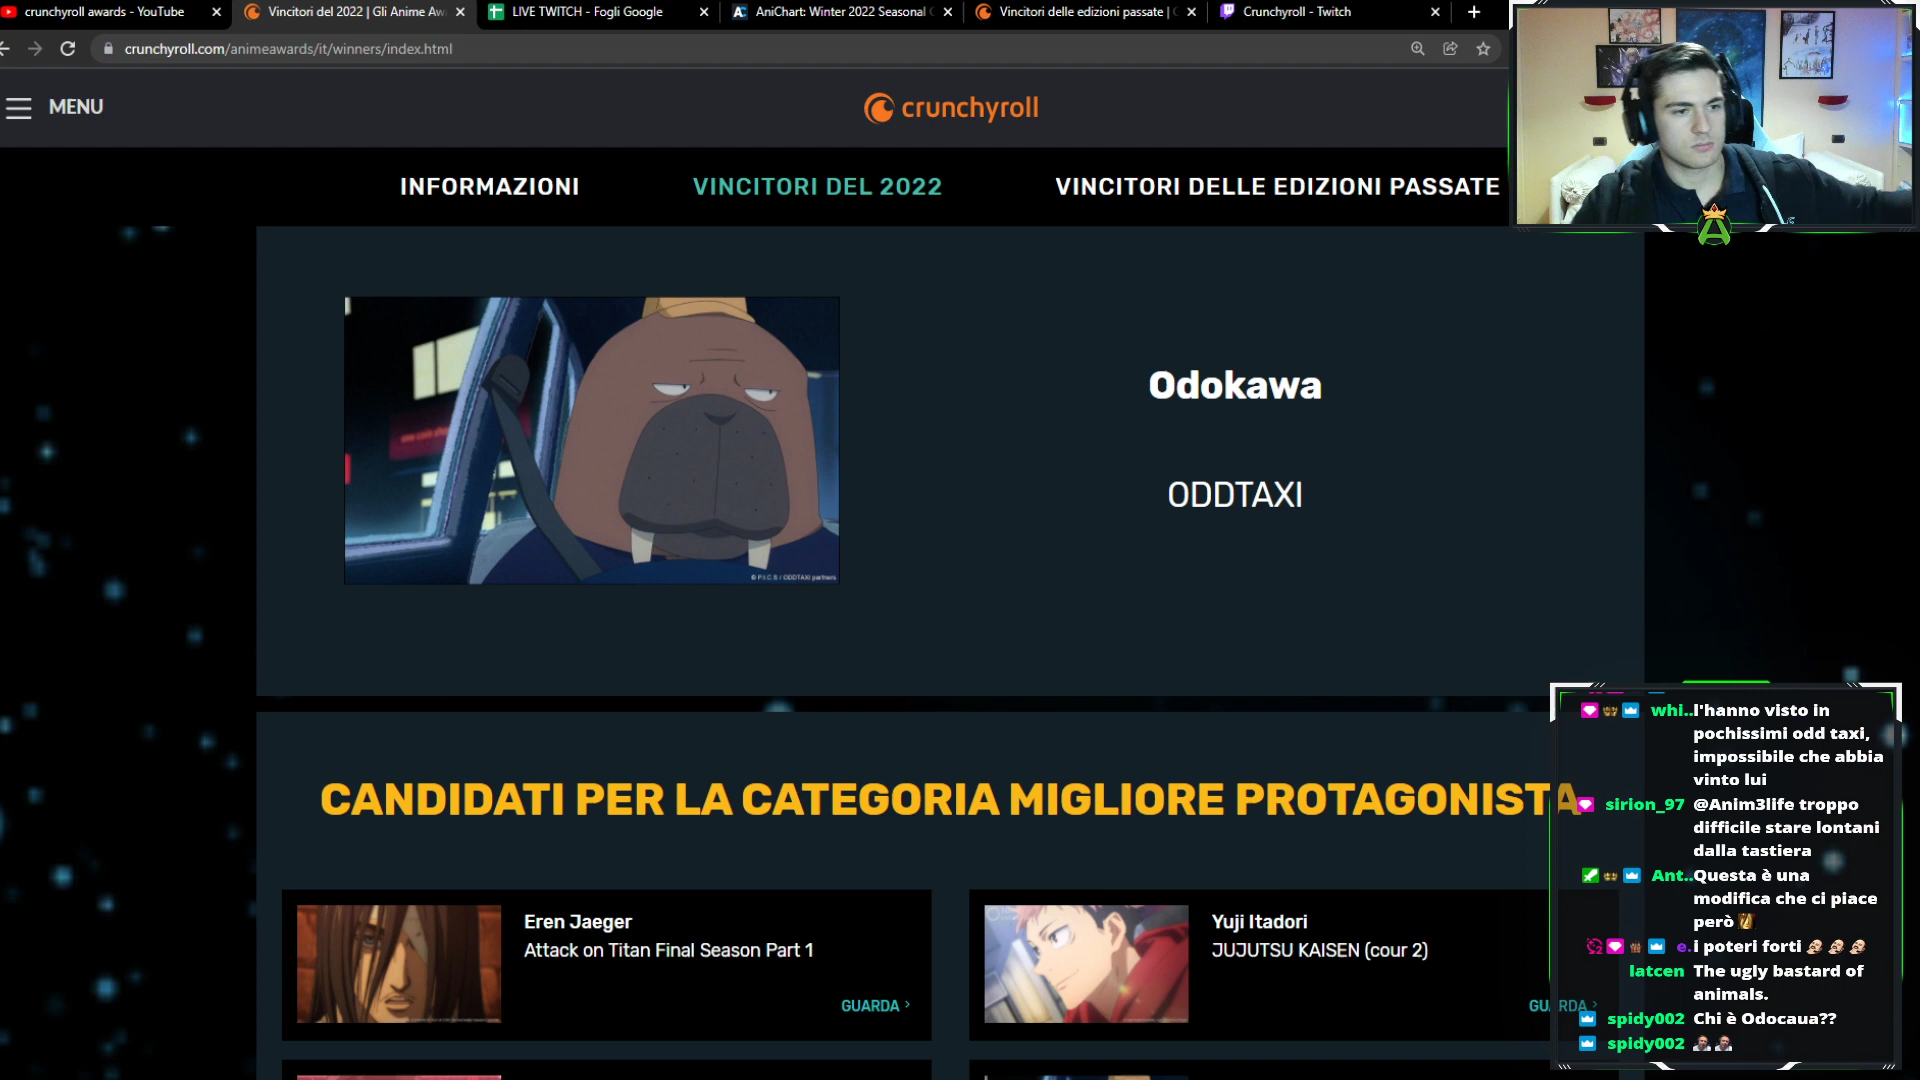 crunchyroll awards - YouTube
Vincitori del 2022 | Gli Anime Aw
LIVE TWITCH - Fogli Google
AniChart: Winter 2022 Seasonal
Vincitori delle edizioni passate |
Crunchyroll - Twitch
crunchyroll.com/animeawards/it/winners/index.html
MENU
crunchyroll
INFORMAZIONI
VINCITORI DEL 2022
VINCITORI DELLE EDIZIONI PASSATE
Odokawa
ODDTAXI
© P.I.C.S / ODDTAXI partners
CANDIDATI PER LA CATEGORIA MIGLIORE PROTAGONISTA
Eren Jaeger
Attack on Titan Final Season Part 1
GUARDA
Yuji Itadori
JUJUTSU KAISEN (cour 2)
GUARDA
whi..l'hanno visto in
pochissimi odd taxi,
impossibile che abbia
vinto lui
sirion_97 @Anim3life troppo
difficile stare lontani
dalla tastiera
Ant..Questa è una
modifica che ci piace
però
e.i poteri forti
latcen The ugly bastard of
animals.
spidy002 Chi è Odocaua??
spidy002